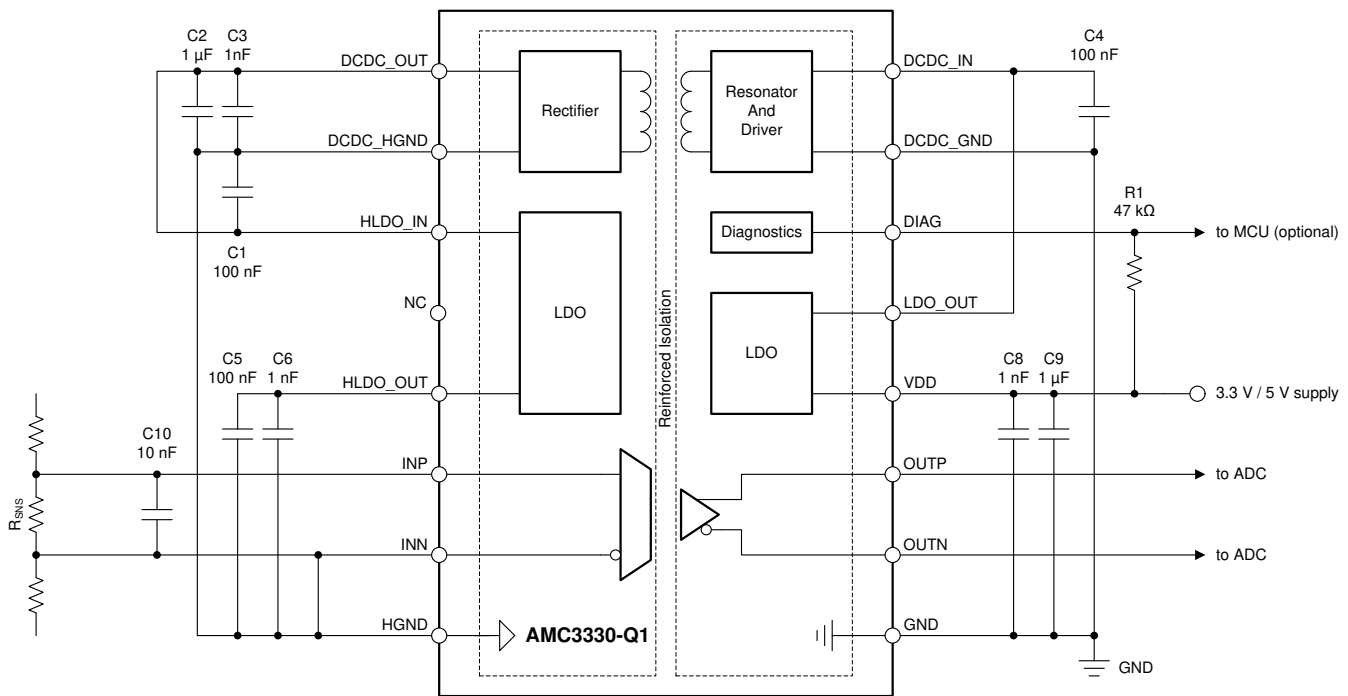 C2
1 µF
C3
1nF
DCDC_OUT
DCDC_HGND
HLDO_IN
C1
100 nF
NC
C5
100 nF
C6
1 nF
HLDO_OUT
C10
10 nF
INP
RSNS
INN
HGND
Rectifier
LDO
Reinforced Isolation
AMC3330-Q1
Resonator
And
Driver
Diagnostics
LDO
DCDC_IN
C4
100 nF
DCDC_GND
R1
47 kΩ
DIAG
to MCU (optional)
LDO_OUT
C8
1 nF
C9
1 µF
VDD
3.3 V / 5 V supply
OUTP
to ADC
OUTN
to ADC
GND
GND